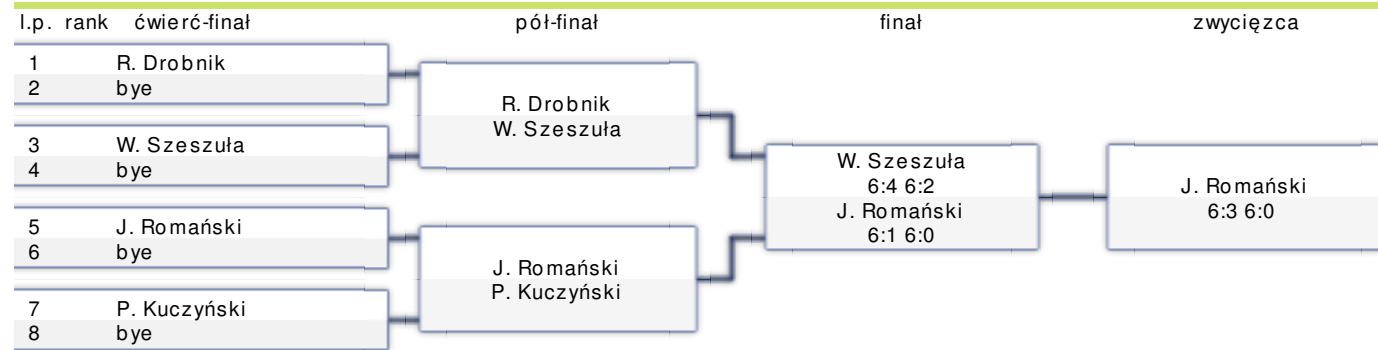 l.p. rank ćwierć-finał pół-finał finał zwycięzca
1 R. Drobnik
2 bye
3 W. Szeszuła
4 bye
5 J. Romański
6 bye
7 P. Kuczyński
8 bye
R. Drobnik
W. Szeszuła
J. Romański
P. Kuczyński
W. Szeszuła
6:4 6:2
J. Romański
6:1 6:0
J. Romański
6:3 6:0